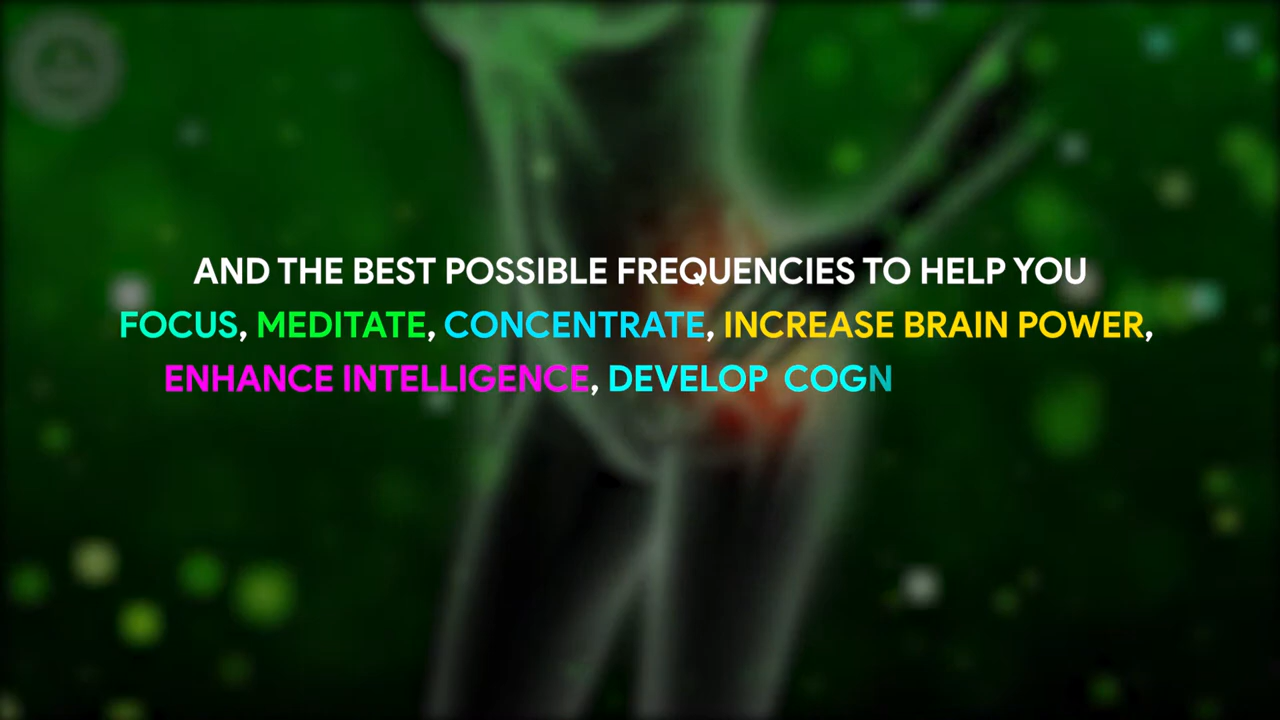 AND THE BEST POSSIBLE FREQUENCIES TO HELP YOU
FOCUS, MEDITATE, CONCENTRATE, INCREASE BRAIN POWER,
ENHANCE INTELLIGENCE, DEVELOP COGN